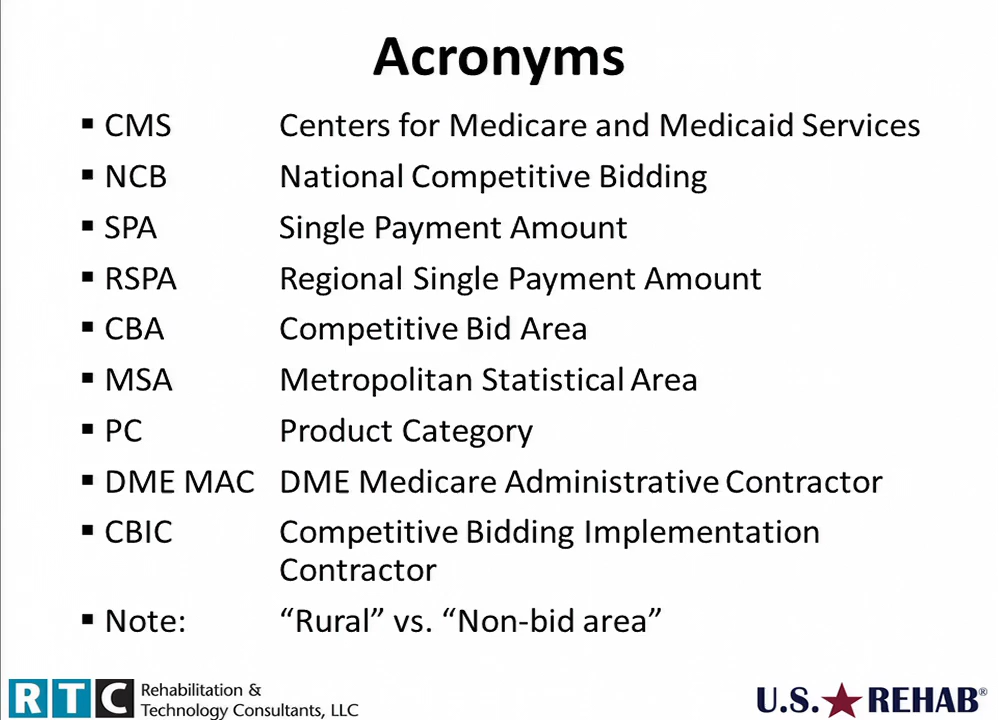 Acronyms
▪ CMS Centers for Medicare and Medicaid Services
▪ NCB National Competitive Bidding
▪ SPA Single Payment Amount
▪ RSPA Regional Single Payment Amount
▪ CBA Competitive Bid Area
▪ MSA Metropolitan Statistical Area
▪ PC Product Category
▪ DME MAC DME Medicare Administrative Contractor
▪ CBIC Competitive Bidding Implementation
Contractor
▪ Note: “Rural” vs. “Non-bid area”
RTC Rehabilitation &
Technology Consultants, LLC
U.S. REHAB®